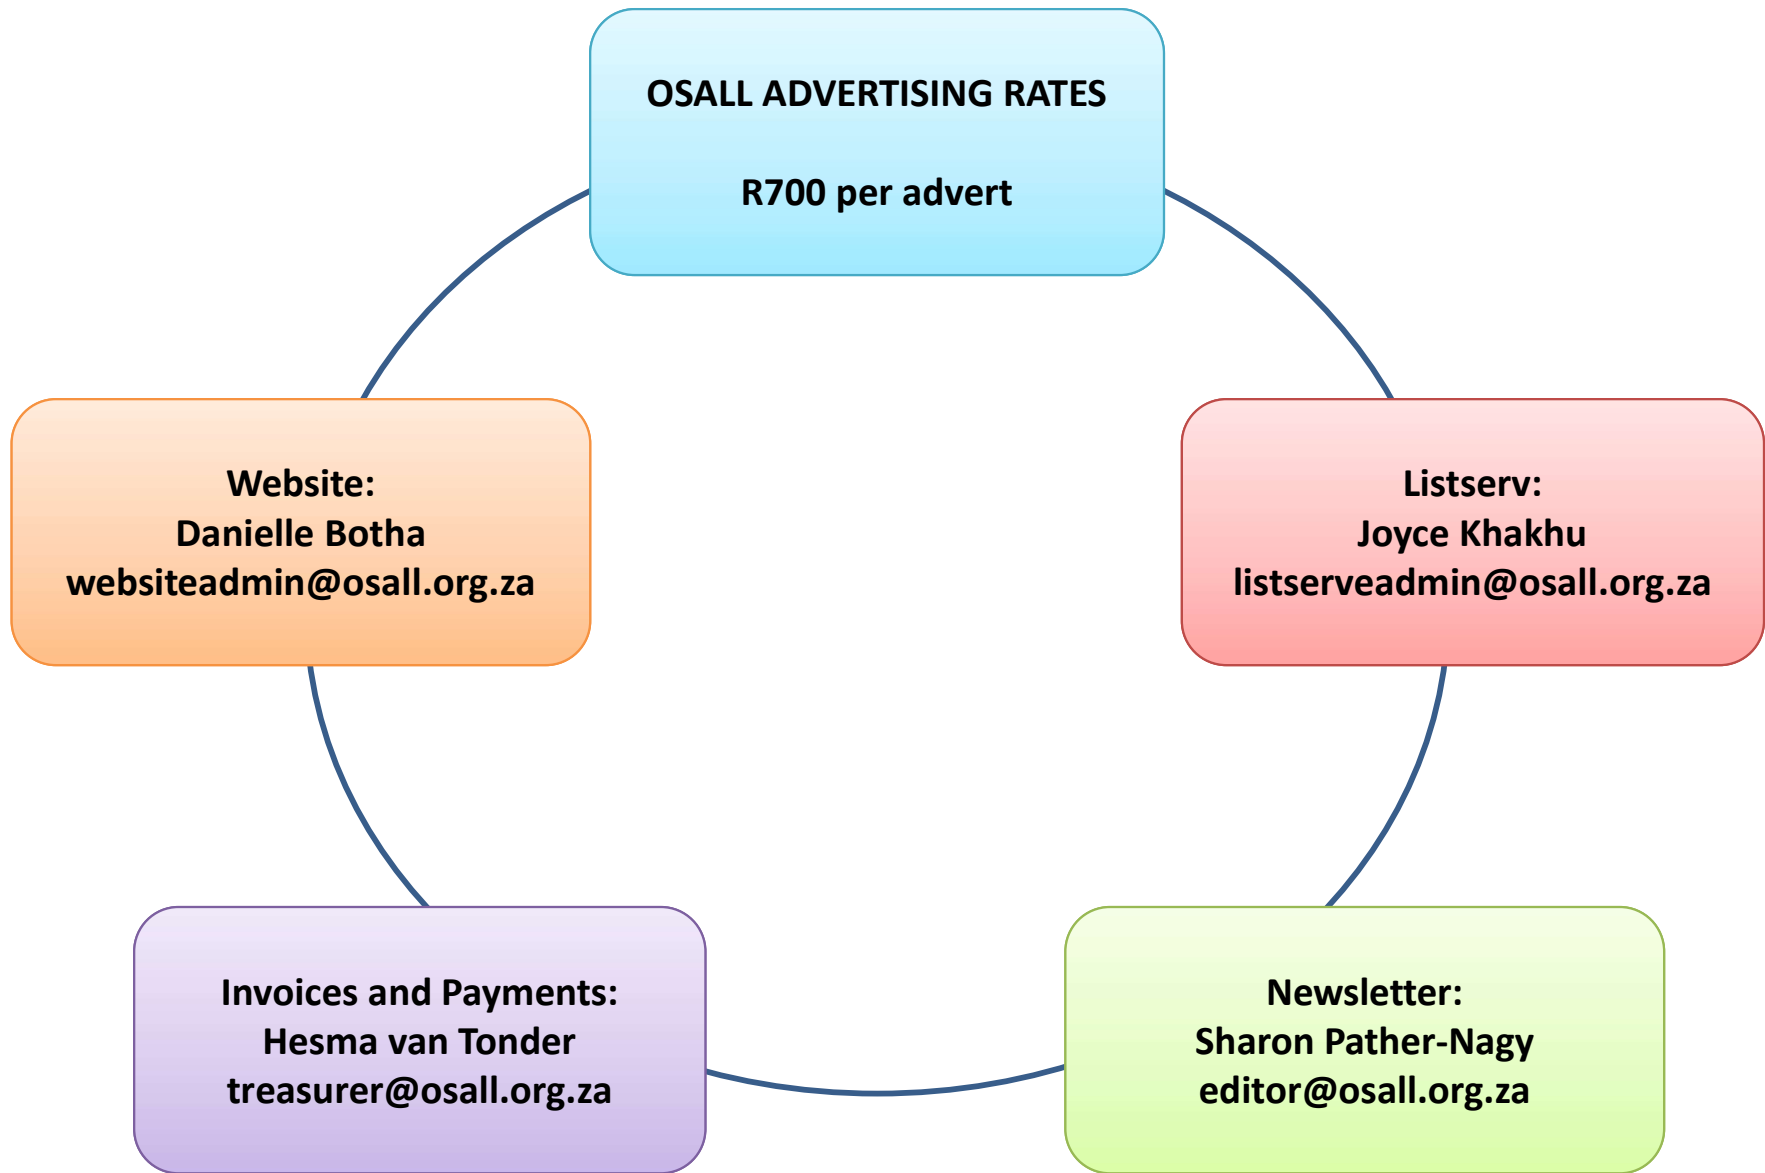 OSALL ADVERTISING RATES
R700 per advert
Website:
Danielle Botha
websiteadmin@osall.org.za
Listserv:
Joyce Khakhu
listserveadmin@osall.org.za
Invoices and Payments:
Hesma van Tonder
treasurer@osall.org.za
Newsletter:
Sharon Pather-Nagy
editor@osall.org.za